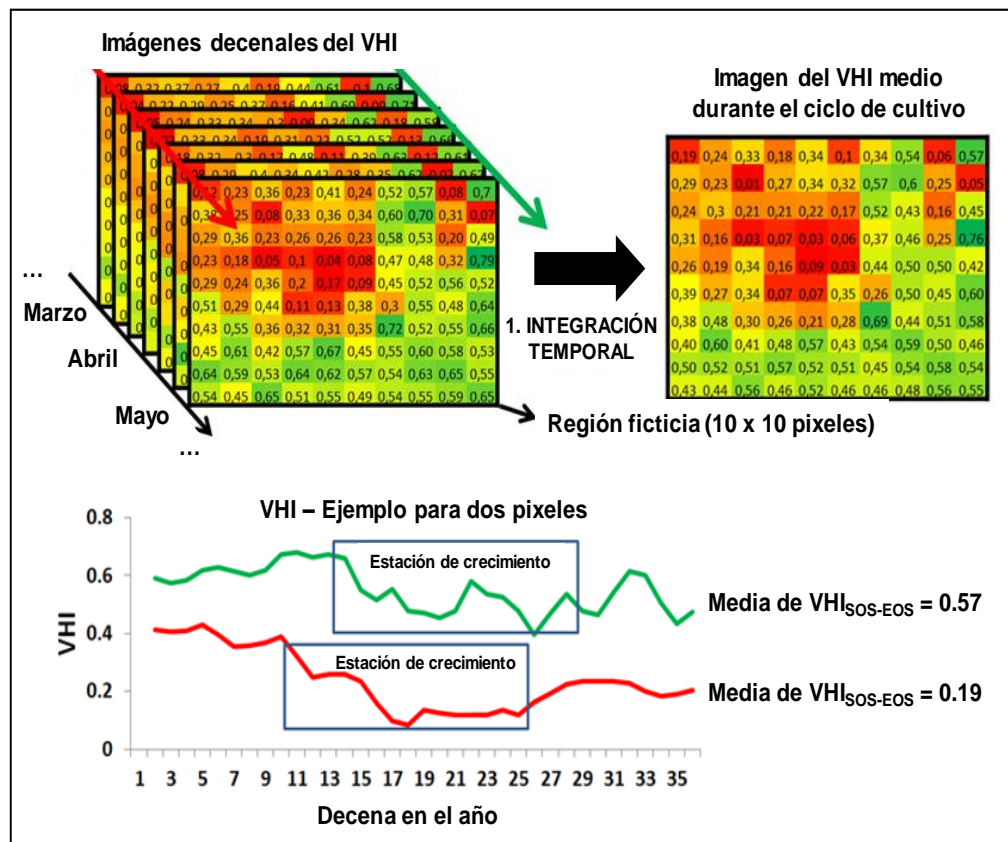 Imágenes decenales del VHI
Imagen del VHI medio
durante el ciclo de cultivo
0,12 0,23 0,36 0,23 0,41 0,24 0,52 0,57 0,08 0,7
0,38 0,08 0,33 0,36 0,34 0,60 0,70 0,31 0,07
0,29 0,36 0,23 0,26 0,26 0,23 0,58 0,53 0,20 0,49
0,23 0,18 0,05 0,1 0,04 0,08 0,47 0,48 0,32 0,79
0,29 0,24 0,36 0,2 0,17 0,09 0,45 0,52 0,56 0,52
0,51 0,29 0,44 0,11 0,13 0,38 0,3 0,55 0,48 0,64
0,43 0,55 0,36 0,32 0,31 0,35 0,72 0,52 0,55 0,66
0,45 0,61 0,42 0,57 0,67 0,45 0,55 0,60 0,58 0,53
0,64 0,59 0,53 0,64 0,62 0,57 0,64 0,63 0,65 0,55
0,54 0,45 0,65 0,51 0,55 0,49 0,54 0,55 0,59 0,65
0,19 0,24 0,33 0,18 0,34 0,1 0,34 0,54 0,06 0,57
0,29 0,23 0,01 0,27 0,34 0,32 0,57 0,6 0,25 0,05
0,24 0,3 0,21 0,21 0,22 0,17 0,52 0,43 0,16 0,45
0,31 0,16 0,03 0,07 0,03 0,06 0,37 0,46 0,25 0,76
0,26 0,19 0,34 0,16 0,09 0,03 0,44 0,50 0,50 0,42
0,39 0,27 0,34 0,07 0,07 0,35 0,26 0,50 0,45 0,60
0,38 0,48 0,30 0,26 0,21 0,28 0,69 0,44 0,51 0,58
0,40 0,60 0,41 0,48 0,57 0,43 0,54 0,59 0,50 0,46
0,50 0,52 0,51 0,57 0,52 0,51 0,45 0,54 0,58 0,54
0,43 0,44 0,56 0,46 0,52 0,46 0,46 0,48 0,56 0,55
...
Marzo
Abril
Mayo
...
1. INTEGRACIÓN
TEMPORAL
Región ficticia (10 x 10 pixeles)
VHI – Ejemplo para dos pixeles
VHI
0.8
0.6
0.4
0.2
0
Estación de crecimiento
Estación de crecimiento
Media de VHISOS-EOS = 0.57
Media de VHISOS-EOS = 0.19
1 3 5 7 9 11 13 15 17 19 21 23 25 27 29 31 33 35
Decena en el año